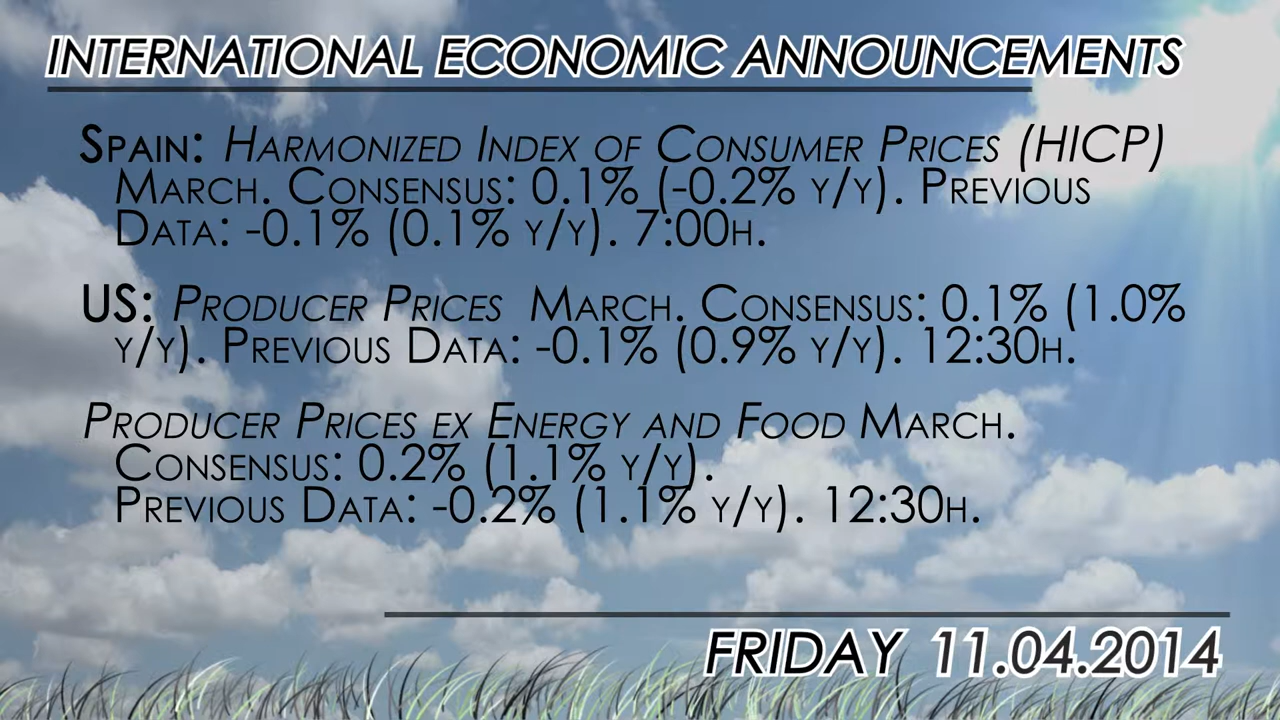 INTERNATIONAL ECONOMIC ANNOUNCEMENTS
SPAIN: HARMONIZED INDEX OF CONSUMER PRICES (HICP)
MARCH. CONSENSUS: 0.1% (-0.2% Y/Y). PREVIOUS
DATA: -0.1% (0.1% Y/Y). 7:00H.
US: PRODUCER PRICES MARCH. CONSENSUS: 0.1% (1.0%
Y/Y). PREVIOUS DATA: -0.1% (0.9% Y/Y). 12:30H.
PRODUCER PRICES EX ENERGY AND FOOD MARCH.
CONSENSUS: 0.2% (1.1% Y/Y).
PREVIOUS DATA: -0.2% (1.1% Y/Y). 12:30H.
FRIDAY 11.04.2014